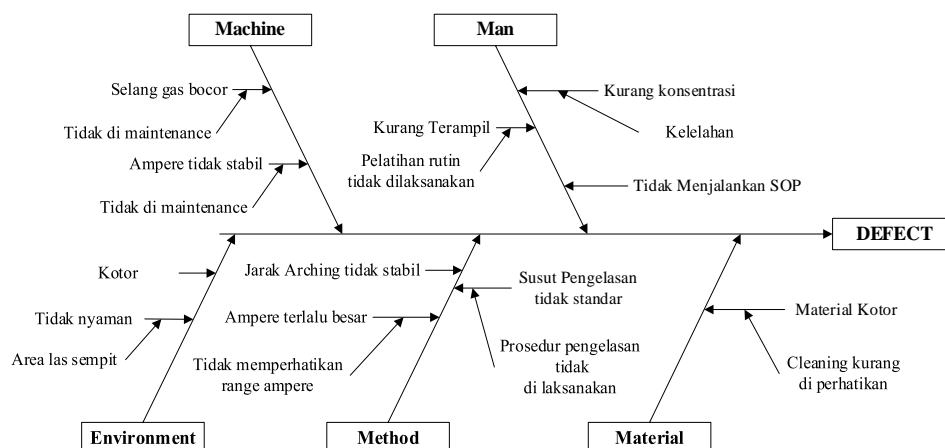 Machine
Man
Selang gas bocor
Tidak di maintenance
Ampere tidak stabil
Tidak di maintenance
Kurang konsentrasi
Kelelahan
Kurang Terampil
Pelatihan rutin
tidak dilaksanakan
Tidak Menjalankan SOP
DEFECT
Kotor
Tidak nyaman
Area las sempit
Jarak Arching tidak stabil
Ampere terlalu besar
Tidak memperhatikan
range ampere
Susut Pengelasan
tidak standar
Prosedur pengelasan
tidak
di laksanakan
Material Kotor
Cleaning kurang
di perhatikan
Environment
Method
Material